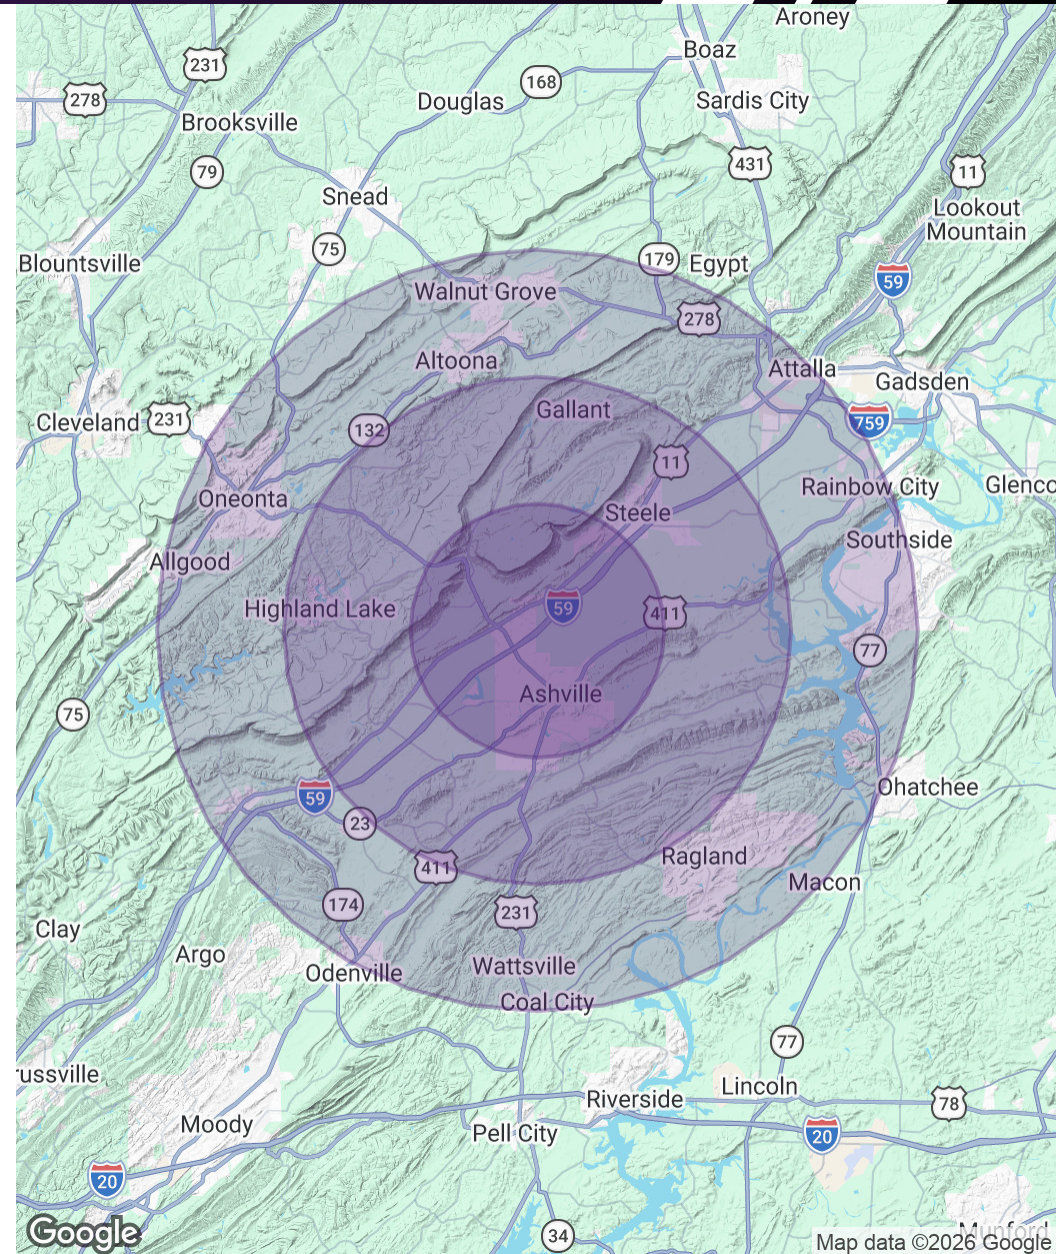 Aroney
Boaz
231
168
278
Douglas
Sardis City
Brooksville
431
79
11
Snead
Lookout
Mountain
75
179
Egypt
Blountsville
59
Walnut Grove
278
Altoona
Attalla
Gadsden
Gallant
Cleveland
231
759
132
11
Oneonta
Rainbow City
Glenco
Steele
Southside
Allgood
Highland Lake
59
411
77
Ashville
75
Ohatchee
59
23
Ragland
411
Macon
174
231
Clay
Argo
Odenville
Wattsville
Coal City
77
russville
Lincoln
Riverside
78
Moody
Pell City
20
20
Google
34
Munford
Map data ©2026 Google